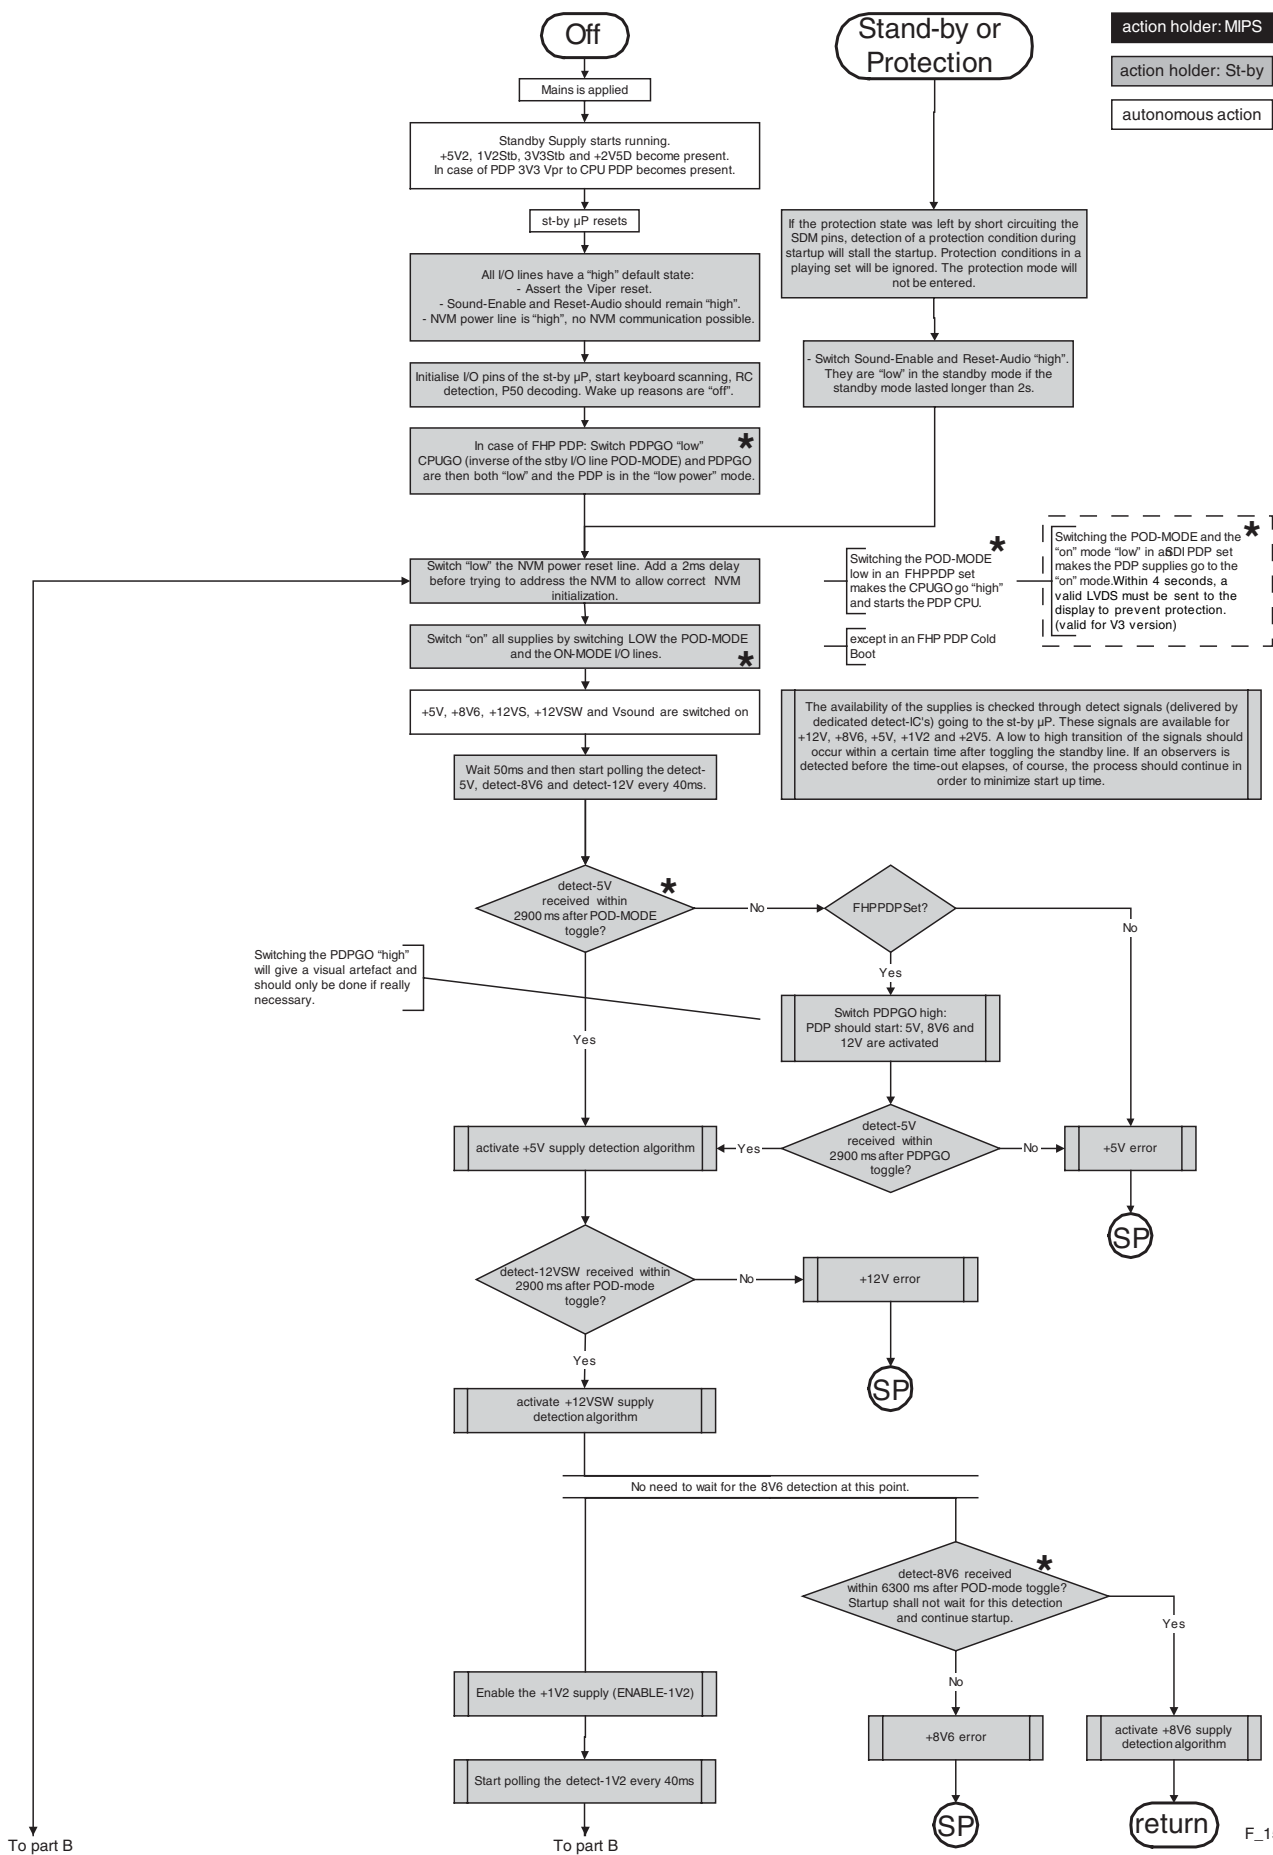 Off
Stand-by or
Protection
action holder: MIPS
action holder: St-by
autonomous action
Mains is applied
Standby Supply starts running.
+5V2, 1V2Stb, 3V3Stb and +2V5D become present.
In case of PDP 3V3 Vpr to CPU PDP becomes present.
st-by µP resets
If the protection state was left by short circuiting the
SDM pins, detection of a protection condition during
startup will stall the startup. Protection conditions in a
playing set will be ignored. The protection mode will
not be entered.
All I/O lines have a “high” default state:
- Assert the Viper reset.
- Sound-Enable and Reset-Audio should remain “high”.
- NVM power line is “high”, no NVM communication possible.
- Switch Sound-Enable and Reset-Audio “high”.
They are “low” in the standby mode if the
standby mode lasted longer than 2s.
Initialise I/O pins of the st-by µP, start keyboard scanning, RC
detection, P50 decoding. Wake up reasons are “off”.
In case of FHP PDP: Switch PDPGO “low” *
CPUGO (inverse of the stby I/O line POD-MODE) and PDPGO
are then both “low” and the PDP is in the “low power” mode.
Switch “low” the NVM power reset line. Add a 2ms delay
before trying to address the NVM to allow correct NVM
initialization.
Switching the POD-MODE *
low in an FHP PDP set
makes the CPUGO go “high”
and starts the PDP CPU.
Switching the POD-MODE and the *
“on” mode “low” in an SDI PDP set
makes the PDP supplies go to the
“on” mode. Within 4 seconds, a
valid LVDS must be sent to the
display to prevent protection.
(valid for V3 version)
Switch “on” all supplies by switching LOW the POD-MODE
and the ON-MODE I/O lines. *
except in an FHP PDP Cold
Boot
+5V, +8V6, +12VS, +12VSW and Vsound are switched on
The availability of the supplies is checked through detect signals (delivered by
dedicated detect-IC's) going to the st-by µP. These signals are available for
+12V, +8V6, +5V, +1V2 and +2V5. A low to high transition of the signals should
occur within a certain time after toggling the standby line. If an observers is
detected before the time-out elapses, of course, the process should continue in
order to minimize start up time.
Wait 50ms and then start polling the detect-
5V, detect-8V6 and detect-12V every 40ms.
detect-5V *
received within
2900 ms after POD-MODE
toggle?
No
FHP PDP Set?
No
Yes
Switching the PDPGO “high”
will give a visual artefact and
should only be done if really
necessary.
Switch PDPGO high:
PDP should start: 5V, 8V6 and
12V are activated
Yes
activate +5V supply detection algorithm
Yes
detect-5V
received within
2900 ms after PDPGO
toggle?
No
+5V error
SP
detect-12VSW received within
2900 ms after POD-mode
toggle?
No
+12V error
Yes
SP
activate +12VSW supply
detection algorithm
No need to wait for the 8V6 detection at this point.
detect-8V6 received *
within 6300 ms after POD-mode toggle?
Startup shall not wait for this detection
and continue startup.
Yes
No
Enable the +1V2 supply (ENABLE-1V2)
+8V6 error
activate +8V6 supply
detection algorithm
Start polling the detect-1V2 every 40ms
SP
return
To part B
To part B